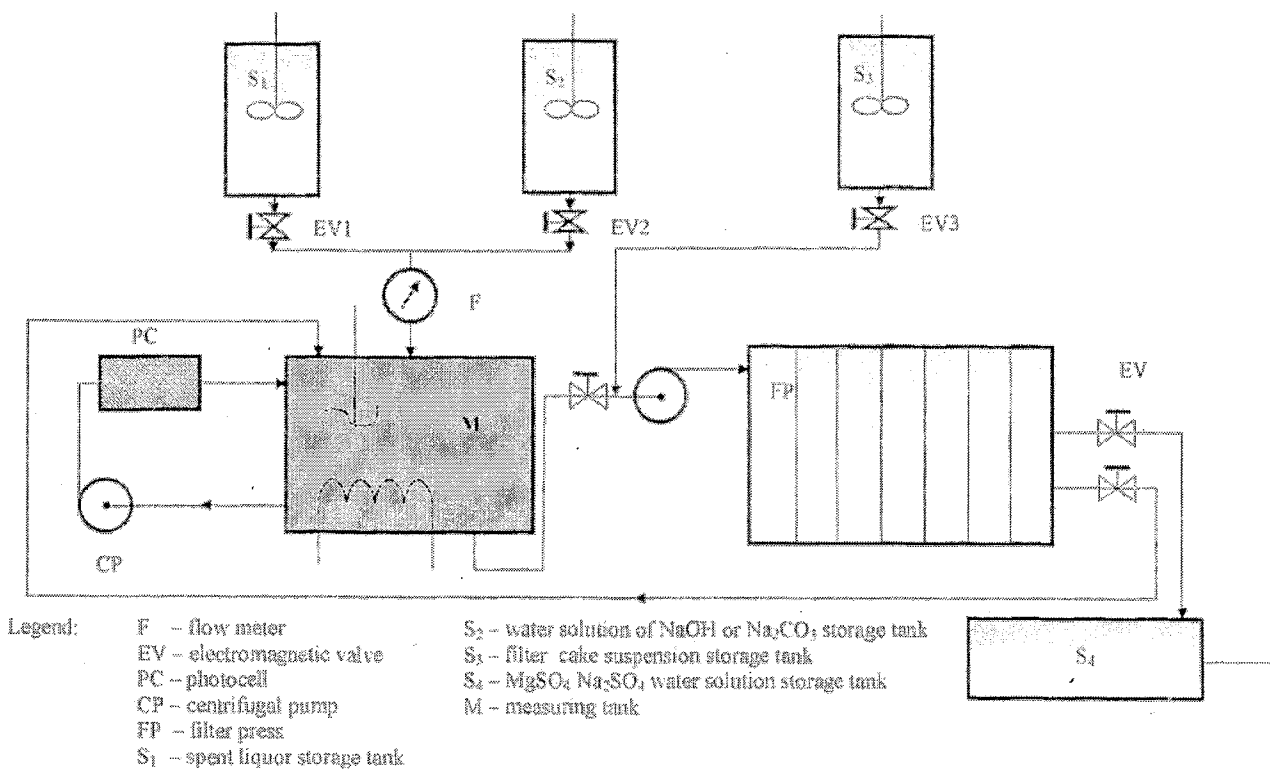 S₁
S₂
S₃
EV1
EV2
EV3
F
PC
M
FP
EV
CP
S₄
Legend:
F – flow meter
EV – electromagnetic valve
PC – photocell
CP – centrifugal pump
FP – filter press
S₁ – spent liquor storage tank
S₂ – water solution of NaOH or Na₂CO₃ storage tank
S₃ – filter cake suspension storage tank
S₄ – MgSO₄ Na₂SO₄ water solution storage tank
M – measuring tank